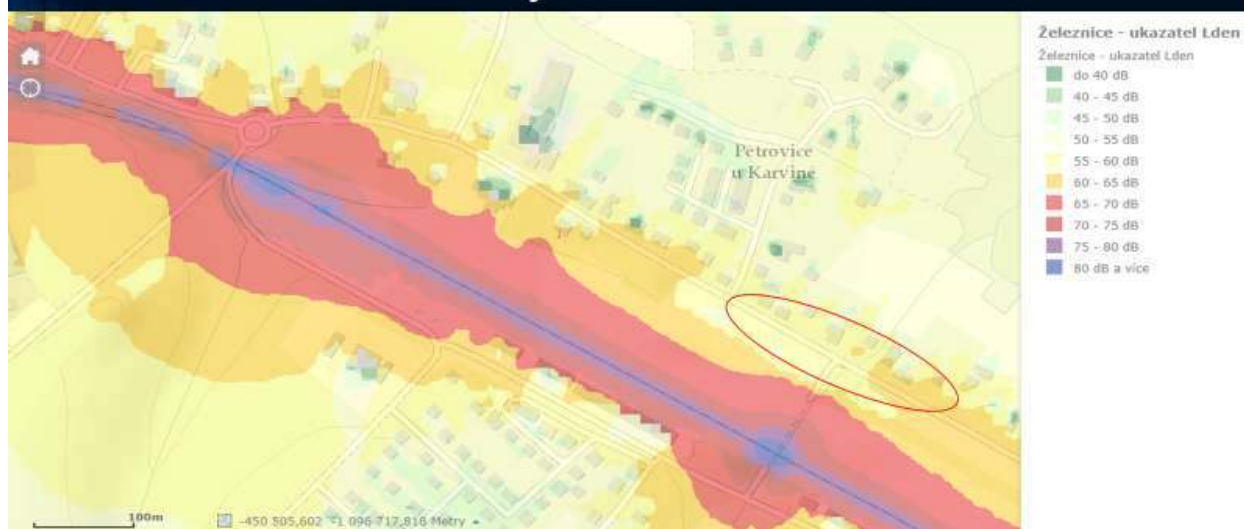 Petrovice
u Karvine
100m
-450 505,602 -1 096 717,818 Metry
Železnice - ukazatel Lden
Železnice - ukazatel Lden
do 40 dB
40 - 45 dB
45 - 50 dB
50 - 55 dB
55 - 60 dB
60 - 65 dB
65 - 70 dB
70 - 75 dB
75 - 80 dB
80 dB a více